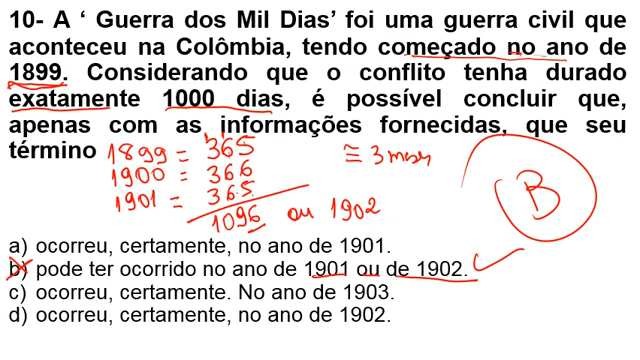 10- A ‘ Guerra dos Mil Dias’ foi uma guerra civil que
aconteceu na Colômbia, tendo começado no ano de
1899. Considerando que o conflito tenha durado
exatamente 1000 dias, é possível concluir que,
apenas com as informações fornecidas, que seu
término
1899 = 365
≅ 3 meses
1900 = 366
1901 = 365
1096 ou 1902
B
a) ocorreu, certamente, no ano de 1901.
b) pode ter ocorrido no ano de 1901 ou de 1902.
c) ocorreu, certamente. No ano de 1903.
d) ocorreu, certamente, no ano de 1902.